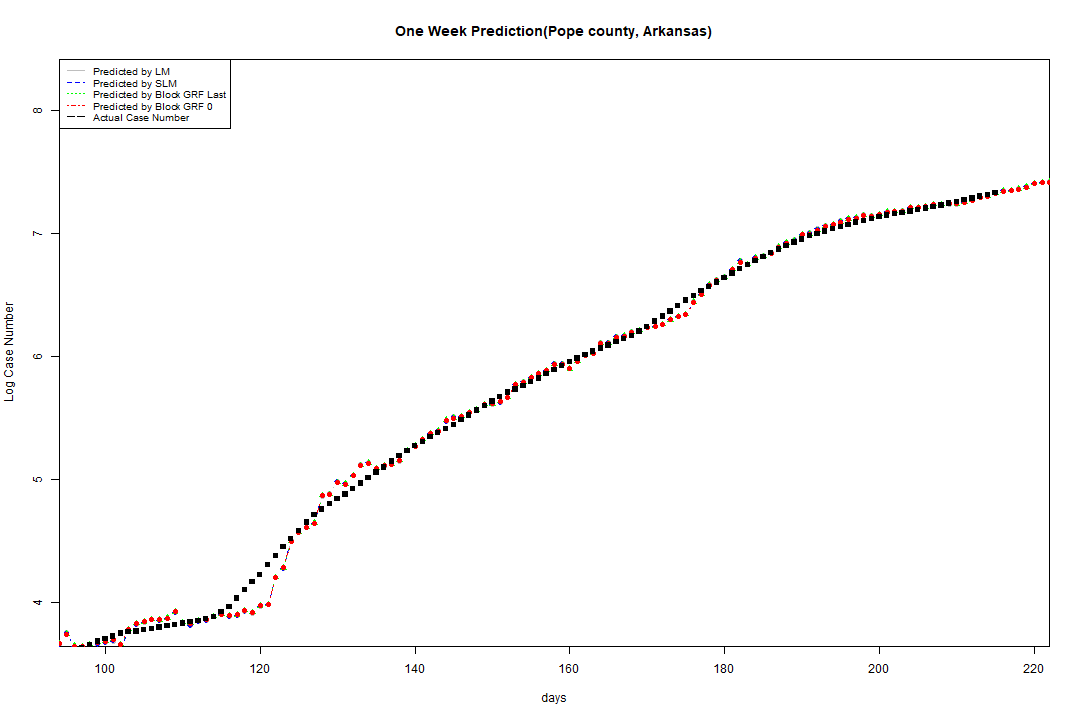 One Week Prediction(Pope county, Arkansas)
Predicted by LM
Predicted by SLM
Predicted by Block GRF Last
Predicted by Block GRF 0
Actual Case Number
8
7
6
5
4
Log Case Number
100 120 140 160 180 200 220
days